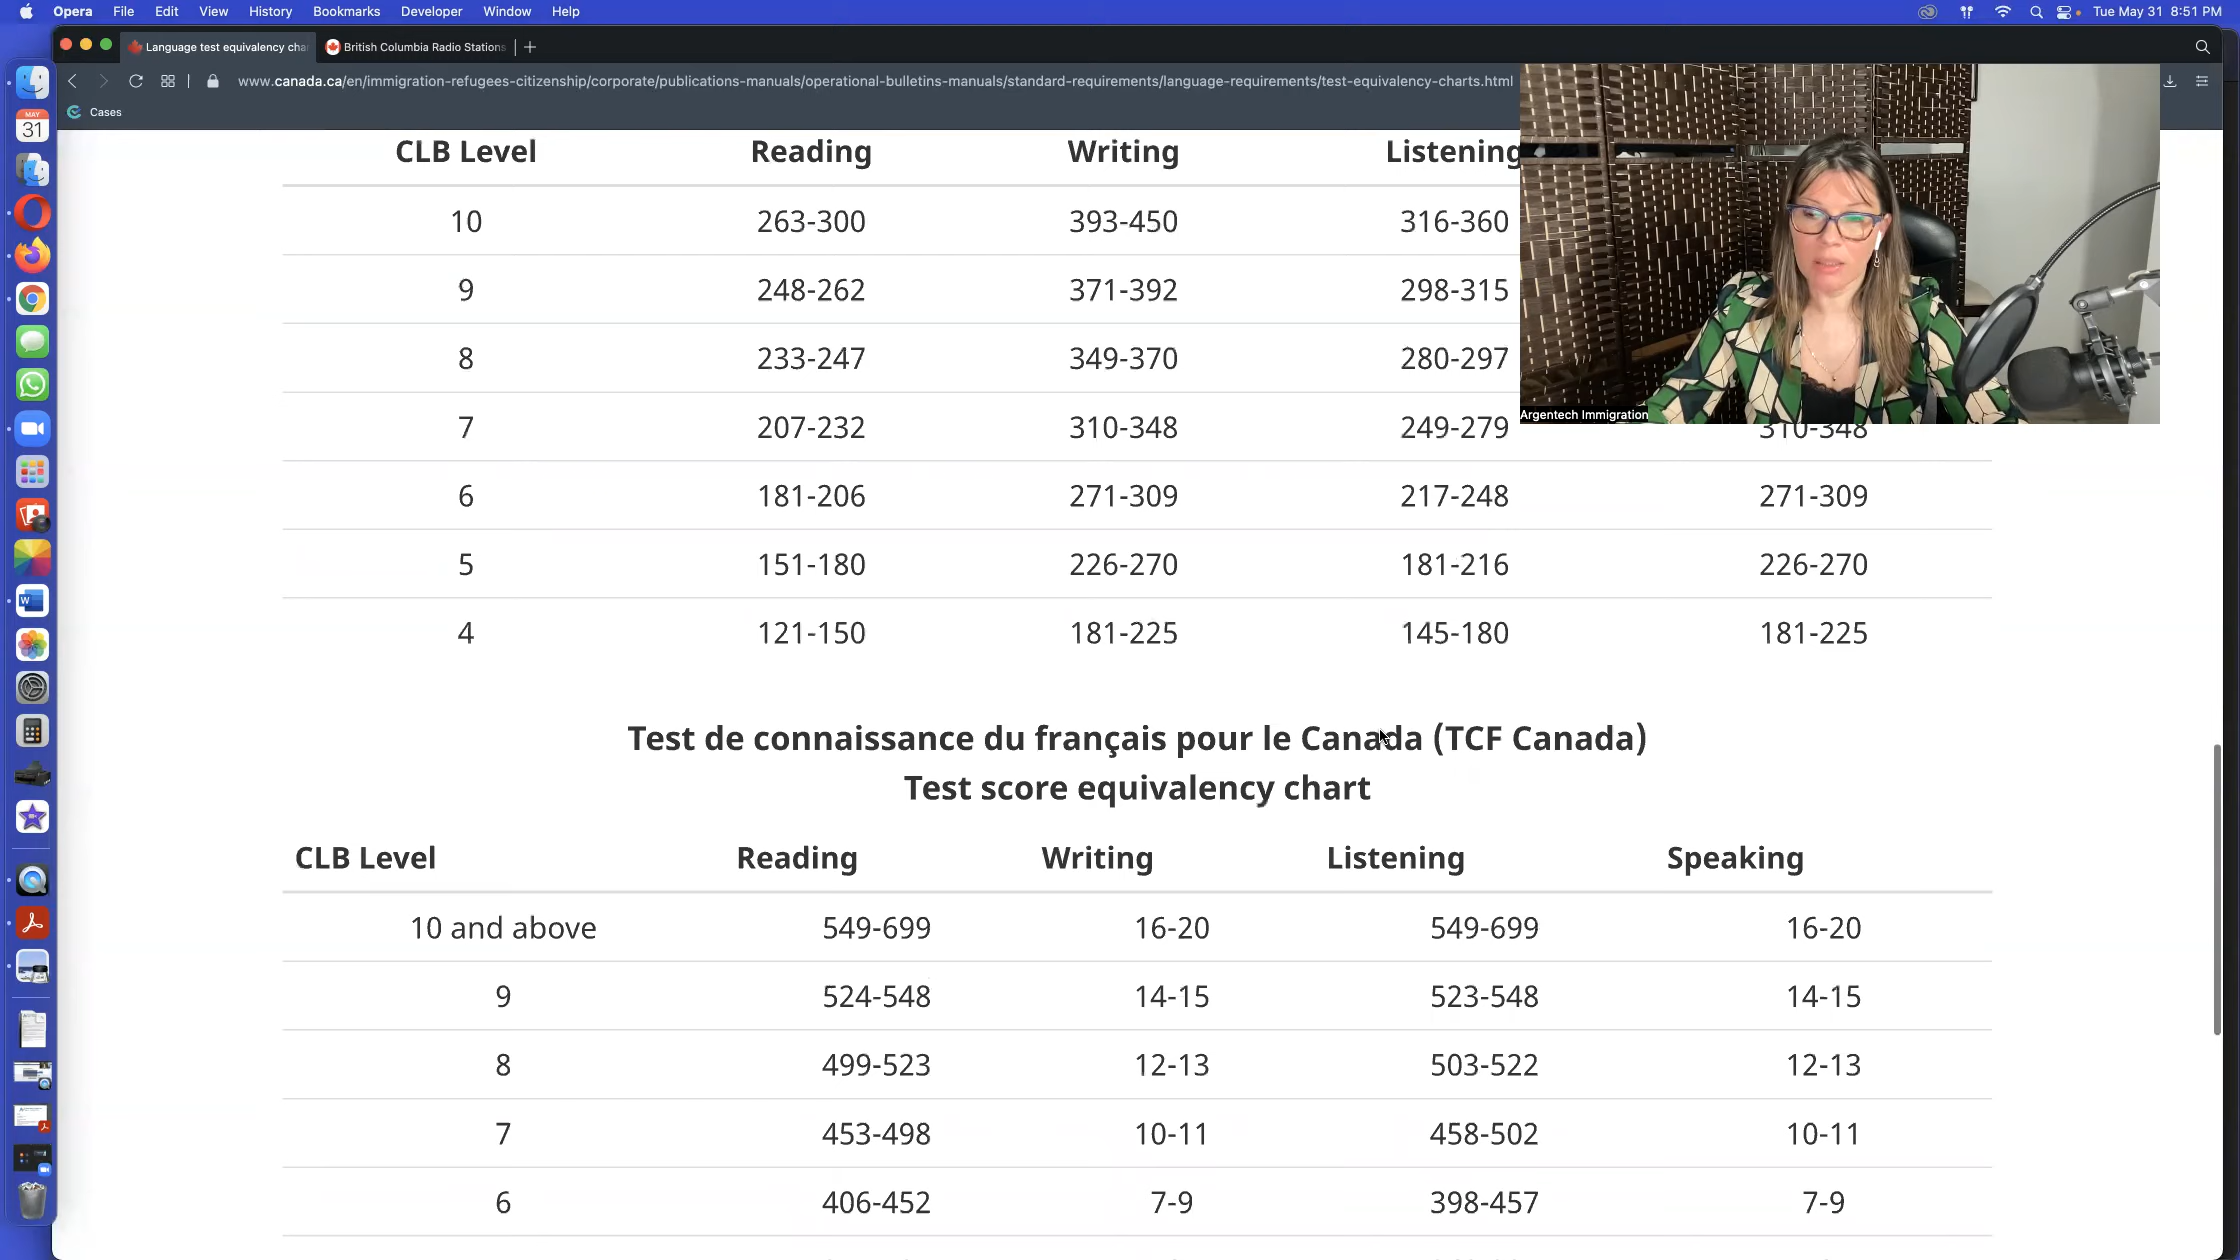 Opera File Edit View History Bookmarks Developer Window Help Tue May 31 8:51 PM
Language test equivalency cha British Columbia Radio Stations
www.canada.ca/en/immigration-refugees-citizenship/corporate/publications-manuals/operational-bulletins-manuals/standard-requirements/language-requirements/test-equivalency-charts.html
MAY
31
Cases
CLB Level Reading Writing Listening
10 263-300 393-450 316-360
9 248-262 371-392 298-315
8 233-247 349-370 280-297
Argentech Immigration
7 207-232 310-348 249-279 310-348
6 181-206 271-309 217-248 271-309
5 151-180 226-270 181-216 226-270
4 121-150 181-225 145-180 181-225
Test de connaissance du français pour le Canada (TCF Canada)
Test score equivalency chart
CLB Level Reading Writing Listening Speaking
10 and above 549-699 16-20 549-699 16-20
9 524-548 14-15 523-548 14-15
8 499-523 12-13 503-522 12-13
7 453-498 10-11 458-502 10-11
6 406-452 7-9 398-457 7-9